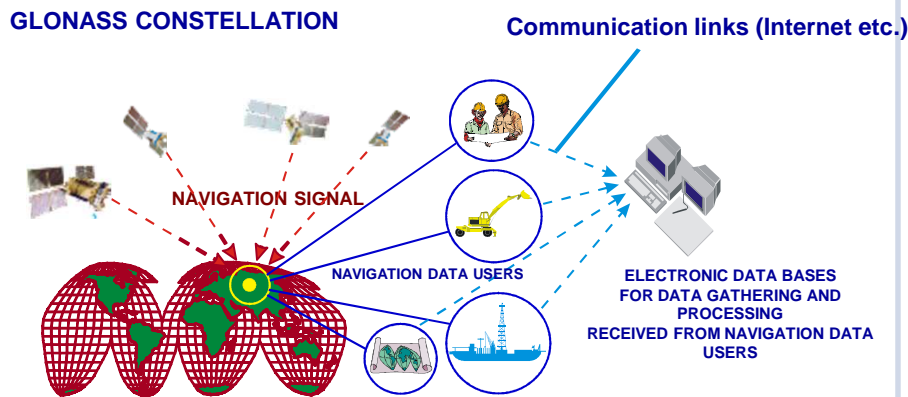 GLONASS CONSTELLATION
Communication links (Internet etc.)
NAVIGATION SIGNAL
NAVIGATION DATA USERS
ELECTRONIC DATA BASES
FOR DATA GATHERING AND
PROCESSING
RECEIVED FROM NAVIGATION DATA
USERS